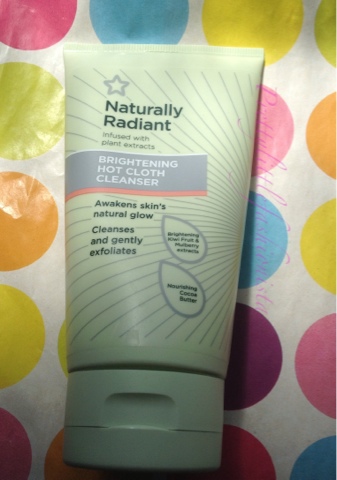 Naturally
Radiant
infused with
plant extracts
BRIGHTENING
HOT CLOTH
CLEANSER
Awakens skin's
natural glow
Cleanses
and gently
exfoliates
Brightening
Kiwi Fruit &
Mulberry
extracts
Nourishing
Cocoa
Butter